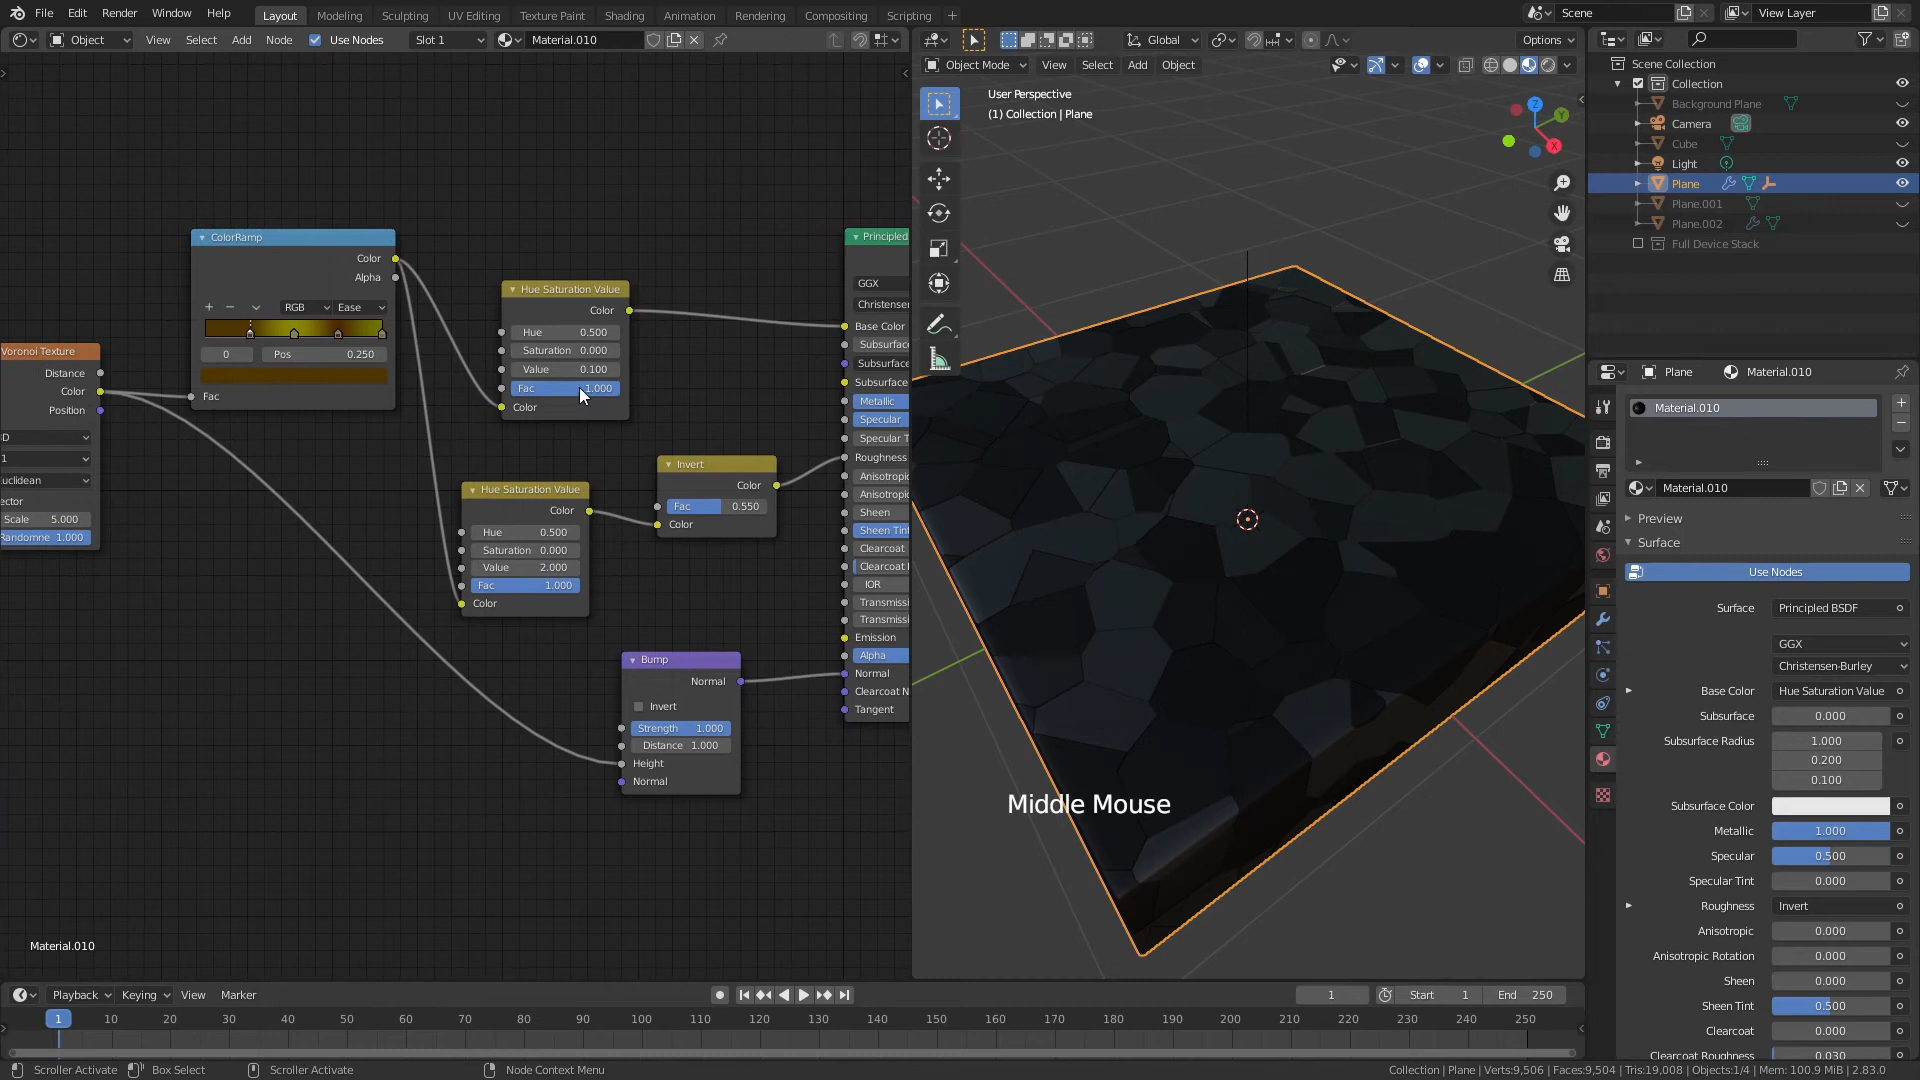 File Edit Render Window Help Layout Modeling Sculpting UV Editing Texture Paint Shading Animation Rendering Compositing Scripting + Scene View Layer
Object View Select Add Node Use Nodes Slot 1 Material.010 Global Options
Object Mode View Select Add Object
User Perspective
(1) Collection | Plane
Z
Y
X
Scene Collection
Collection
Background Plane
Camera
Cube
Light
Plane
Plane.001
Plane.002
Full Device Stack
ColorRamp
Color
Alpha
+ − RGB Ease
0 Pos 0.250
Fac
Voronoi Texture
Distance
Color
Position
D
1
uclidean
ector
Scale 5.000
Randomne 1.000
Hue Saturation Value
Color
Hue 0.500
Saturation 0.000
Value 0.100
Fac 1.000
Color
Hue Saturation Value
Color
Hue 0.500
Saturation 0.000
Value 2.000
Fac 1.000
Color
Invert
Color
Fac 0.550
Color
Bump
Normal
Invert
Strength 1.000
Distance 1.000
Height
Normal
Principled
GGX
Christensen
Base Color
Subsurface
Subsurface
Subsurface
Metallic
Specular
Specular T
Roughness
Anisotropic
Anisotropic
Sheen
Sheen Tint
Clearcoat
Clearcoat
IOR
Transmissi
Transmissi
Emission
Alpha
Normal
Clearcoat N
Tangent
Middle Mouse
Material.010
Plane Material.010
Material.010
Material.010
Preview
Surface
Use Nodes
Surface Principled BSDF
GGX
Christensen-Burley
Base Color Hue Saturation Value
Subsurface 0.000
Subsurface Radius 1.000
0.200
0.100
Subsurface Color
Metallic 1.000
Specular 0.500
Specular Tint 0.000
Roughness Invert
Anisotropic 0.000
Anisotropic Rotation 0.000
Sheen 0.000
Sheen Tint 0.500
Clearcoat 0.000
Clearcoat Roughness 0.030
Playback Keying View Marker 1 Start 1 End 250
1 10 20 30 40 50 60 70 80 90 100 110 120 130 140 150 160 170 180 190 200 210 220 230 240 250
Scroller Activate Box Select Scroller Activate Node Context Menu Collection | Plane | Verts:9,506 | Faces:9,504 | Tris:19,008 | Objects:1/4 | Mem: 100.9 MiB | 2.83.0